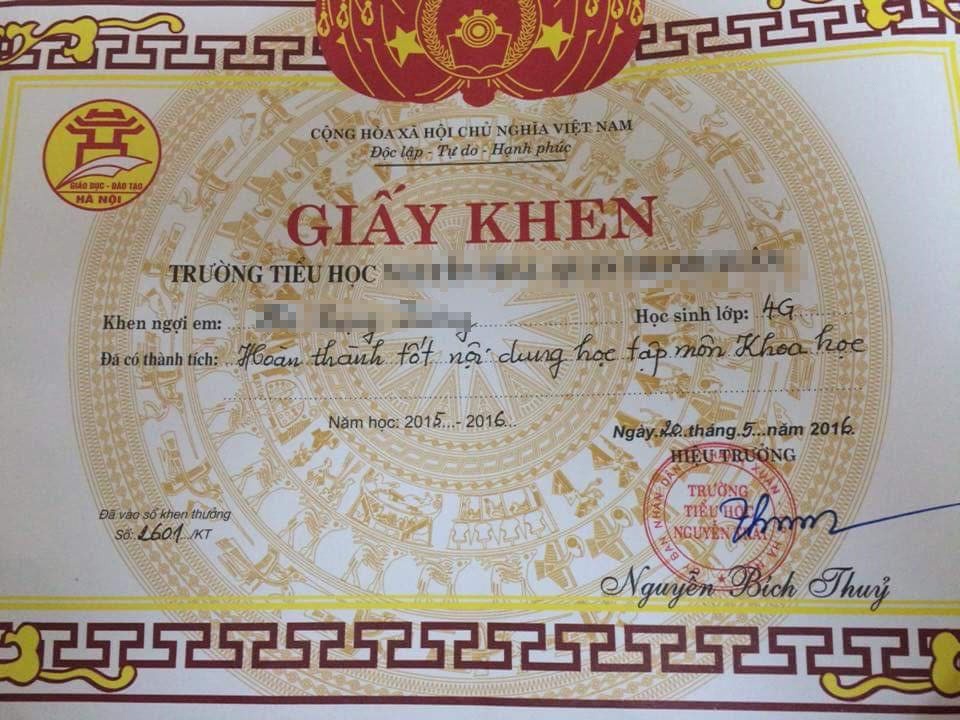 CỘNG HÒA XÃ HỘI CHỦ NGHĨA VIỆT NAM
Độc lập - Tự do - Hạnh phúc
GIÁO DỤC - ĐÀO TẠO
HÀ NỘI
GIẤY KHEN
TRƯỜNG TIỂU HỌC
Khen ngợi em: Học sinh lớp: 4G
Đã có thành tích: Hoàn thành tốt nội dung học tập môn Khoa học
Năm học: 2015 - 2016
Ngày 20 tháng 5 năm 2016
HIỆU TRƯỞNG
TRƯỜNG
TIỂU HỌC
NGUYỄN
Đã vào sổ khen thưởng
Số: 2601/KT
Nguyễn Bích Thuỷ